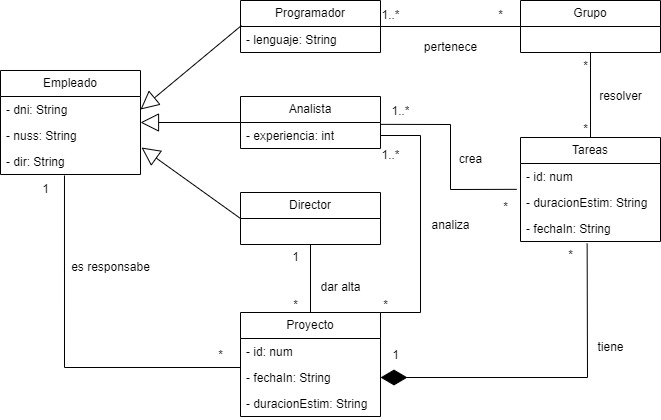 Programador
- lenguaje: String
1..*
*
Grupo
pertenece
*
resolver
*
Empleado
- dni: String
- nuss: String
- dir: String
1
Analista
- experiencia: int
1..*
1..*
crea
*
Tareas
- id: num
- duracionEstim: String
- fechaIn: String
*
Director
1
analiza
es responsabe
dar alta
*
*
*
Proyecto
- id: num
- fechaIn: String
- duracionEstim: String
1
tiene